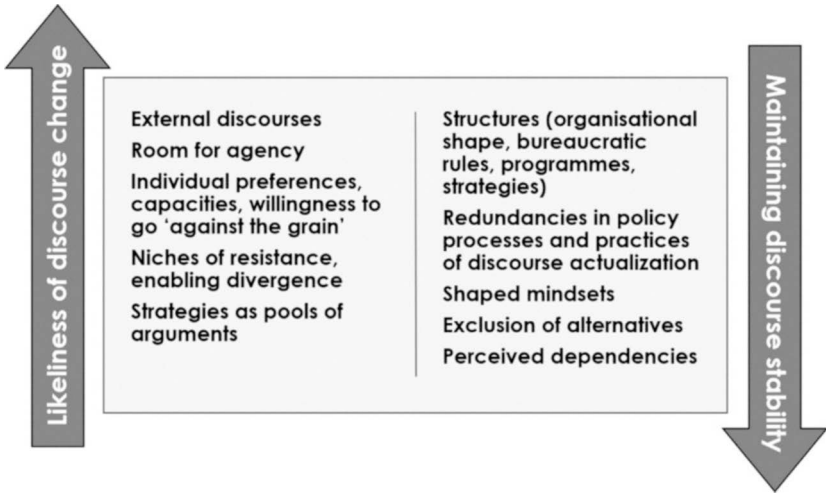 Likeliness of discourse change
External discourses
Room for agency
Individual preferences,
capacities, willingness to
go ‘against the grain’
Niches of resistance,
enabling divergence
Strategies as pools of
arguments
Structures (organisational
shape, bureaucratic
rules, programmes,
strategies)
Redundancies in policy
processes and practices
of discourse actualization
Shaped mindsets
Exclusion of alternatives
Perceived dependencies
Maintaining discourse stability